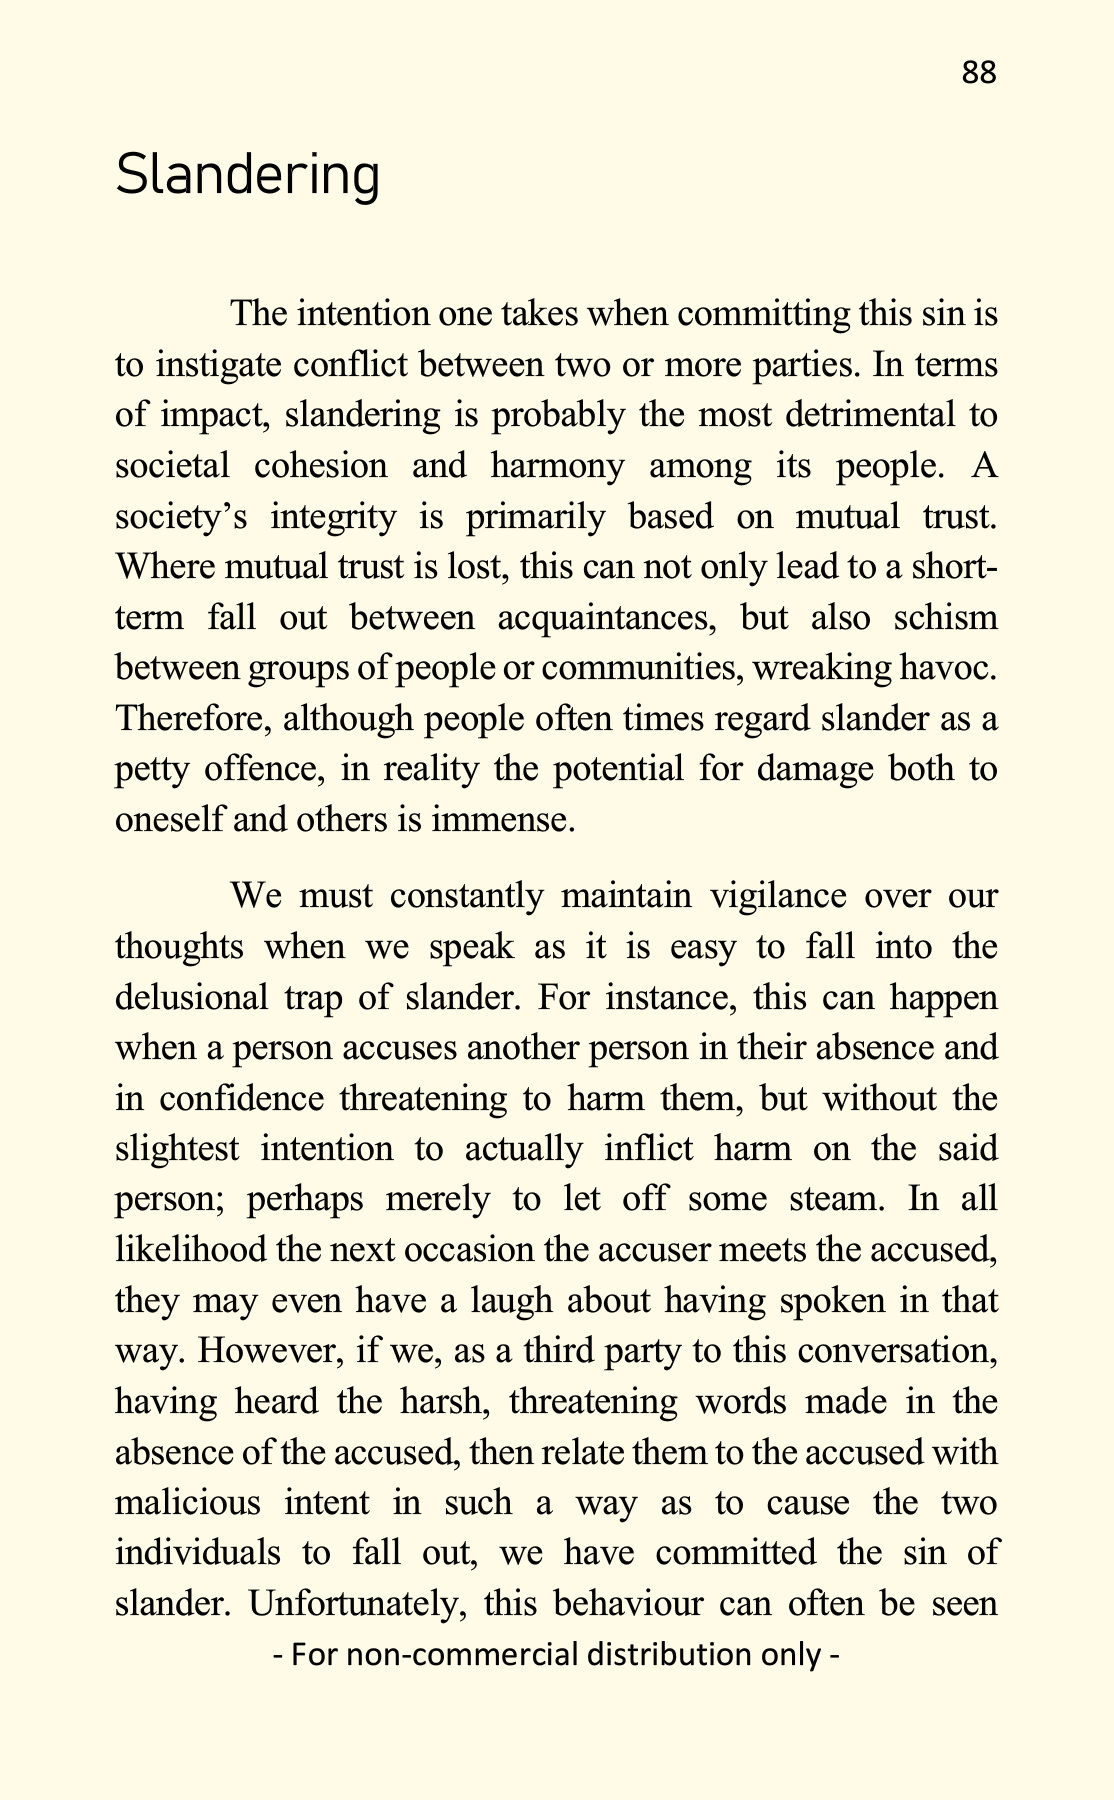 88
Slandering
The intention one takes when committing this sin is
to instigate conflict between two or more parties. In terms
of impact, slandering is probably the most detrimental to
societal cohesion and harmony among its people. A
society’s integrity is primarily based on mutual trust.
Where mutual trust is lost, this can not only lead to a short-
term fall out between acquaintances, but also schism
between groups of people or communities, wreaking havoc.
Therefore, although people often times regard slander as a
petty offence, in reality the potential for damage both to
oneself and others is immense.
We must constantly maintain vigilance over our
thoughts when we speak as it is easy to fall into the
delusional trap of slander. For instance, this can happen
when a person accuses another person in their absence and
in confidence threatening to harm them, but without the
slightest intention to actually inflict harm on the said
person; perhaps merely to let off some steam. In all
likelihood the next occasion the accuser meets the accused,
they may even have a laugh about having spoken in that
way. However, if we, as a third party to this conversation,
having heard the harsh, threatening words made in the
absence of the accused, then relate them to the accused with
malicious intent in such a way as to cause the two
individuals to fall out, we have committed the sin of
slander. Unfortunately, this behaviour can often be seen
- For non-commercial distribution only -